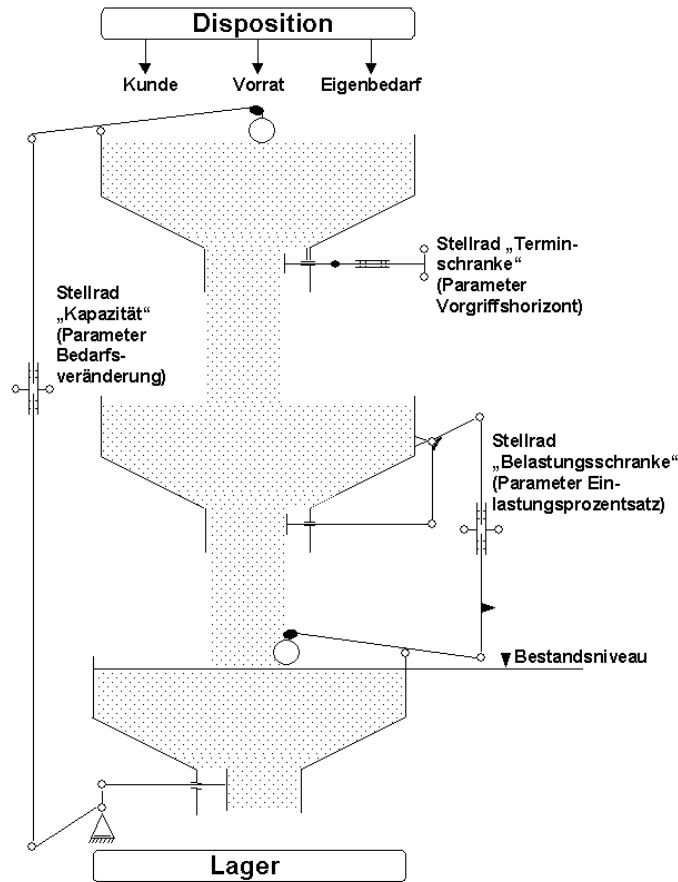 Disposition
Kunde Vorrat Eigenbedarf
Stellrad „Termin-
schranke“
(Parameter
Vorgriffshorizont)
Stellrad
„Kapazität“
(Parameter
Bedarfs-
veränderung)
Stellrad
„Belastungsschranke“
(Parameter Ein-
lastungsprozentsatz)
Bestandsniveau
Lager